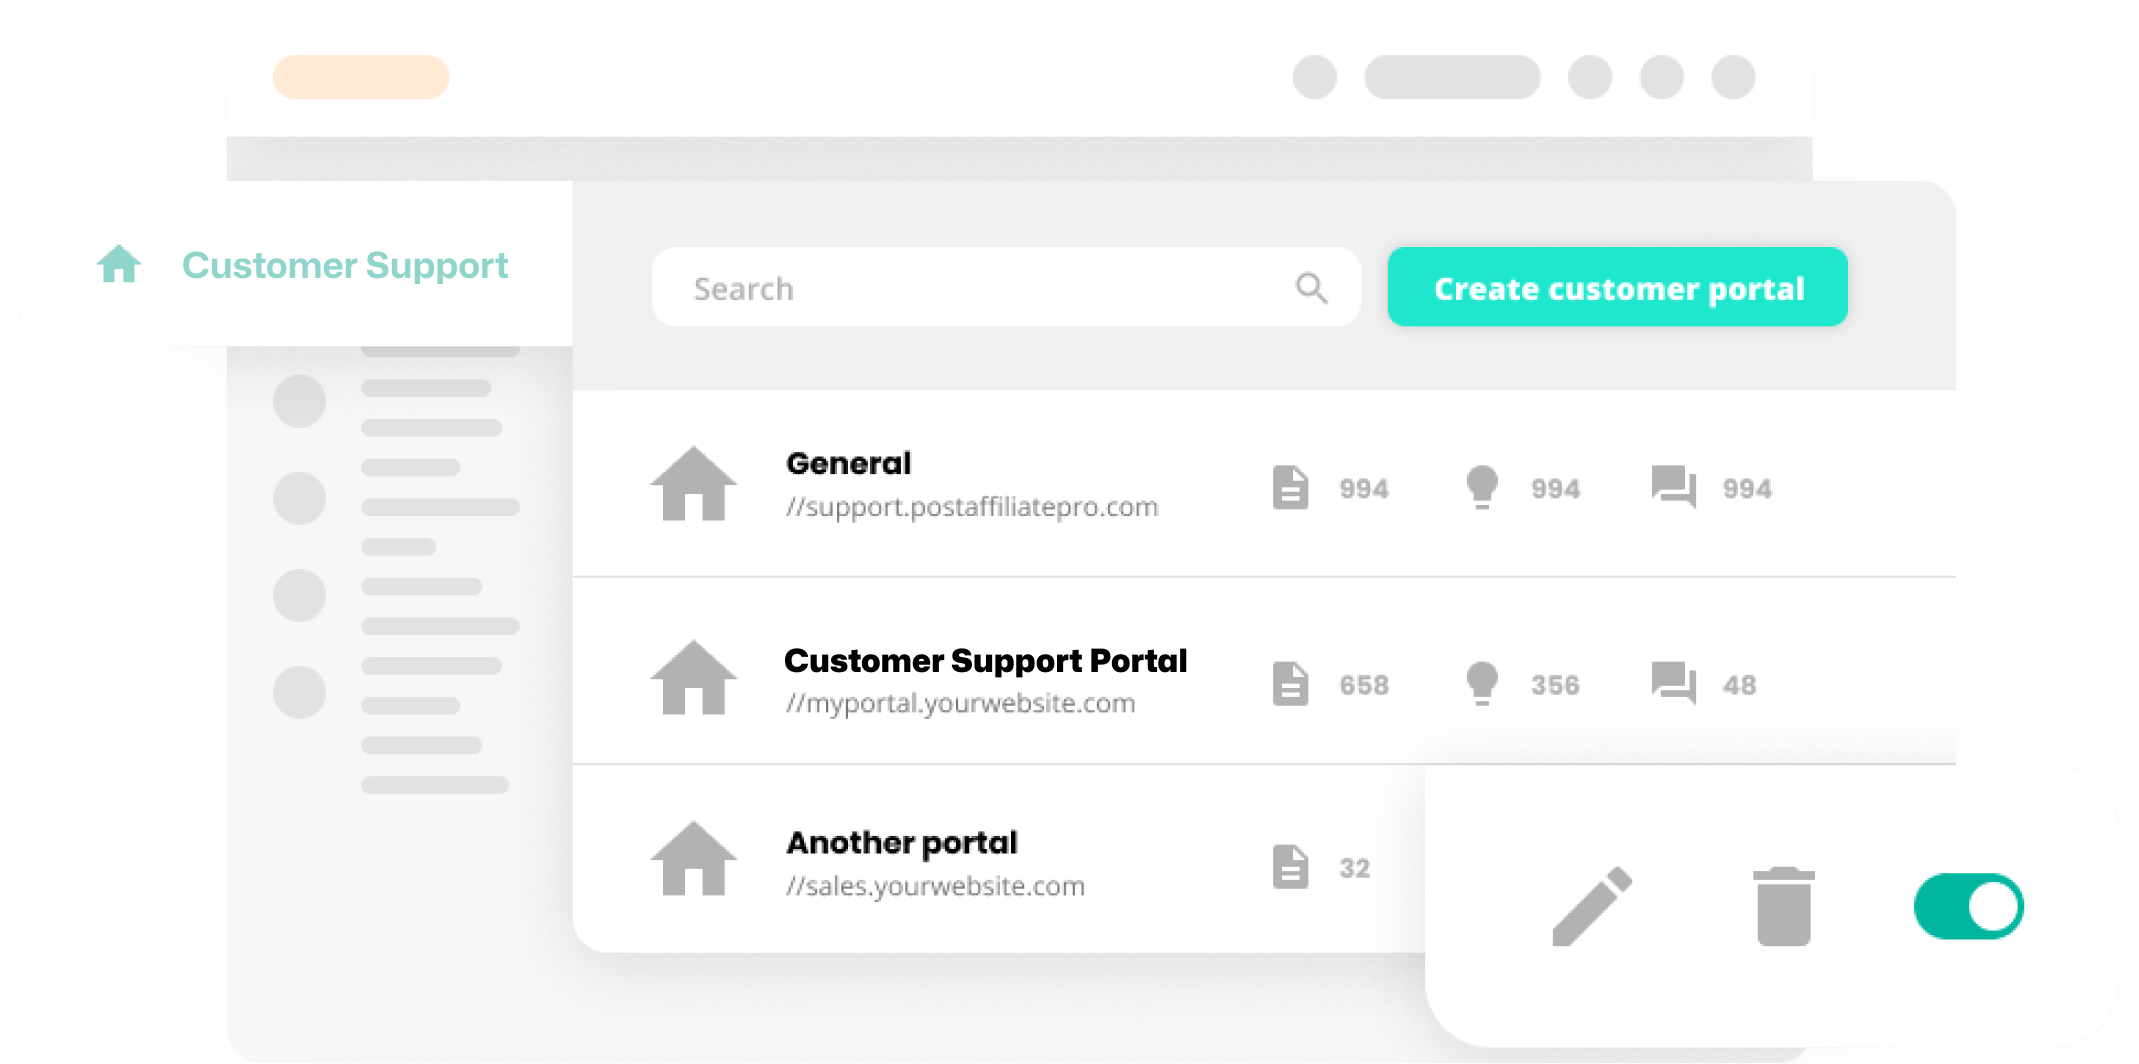 Customer Support
Search
Create customer portal
General
//support.postaffiliatepro.com
994
994
994
Customer Support Portal
//myportal.yourwebsite.com
658
356
48
Another portal
//sales.yourwebsite.com
32